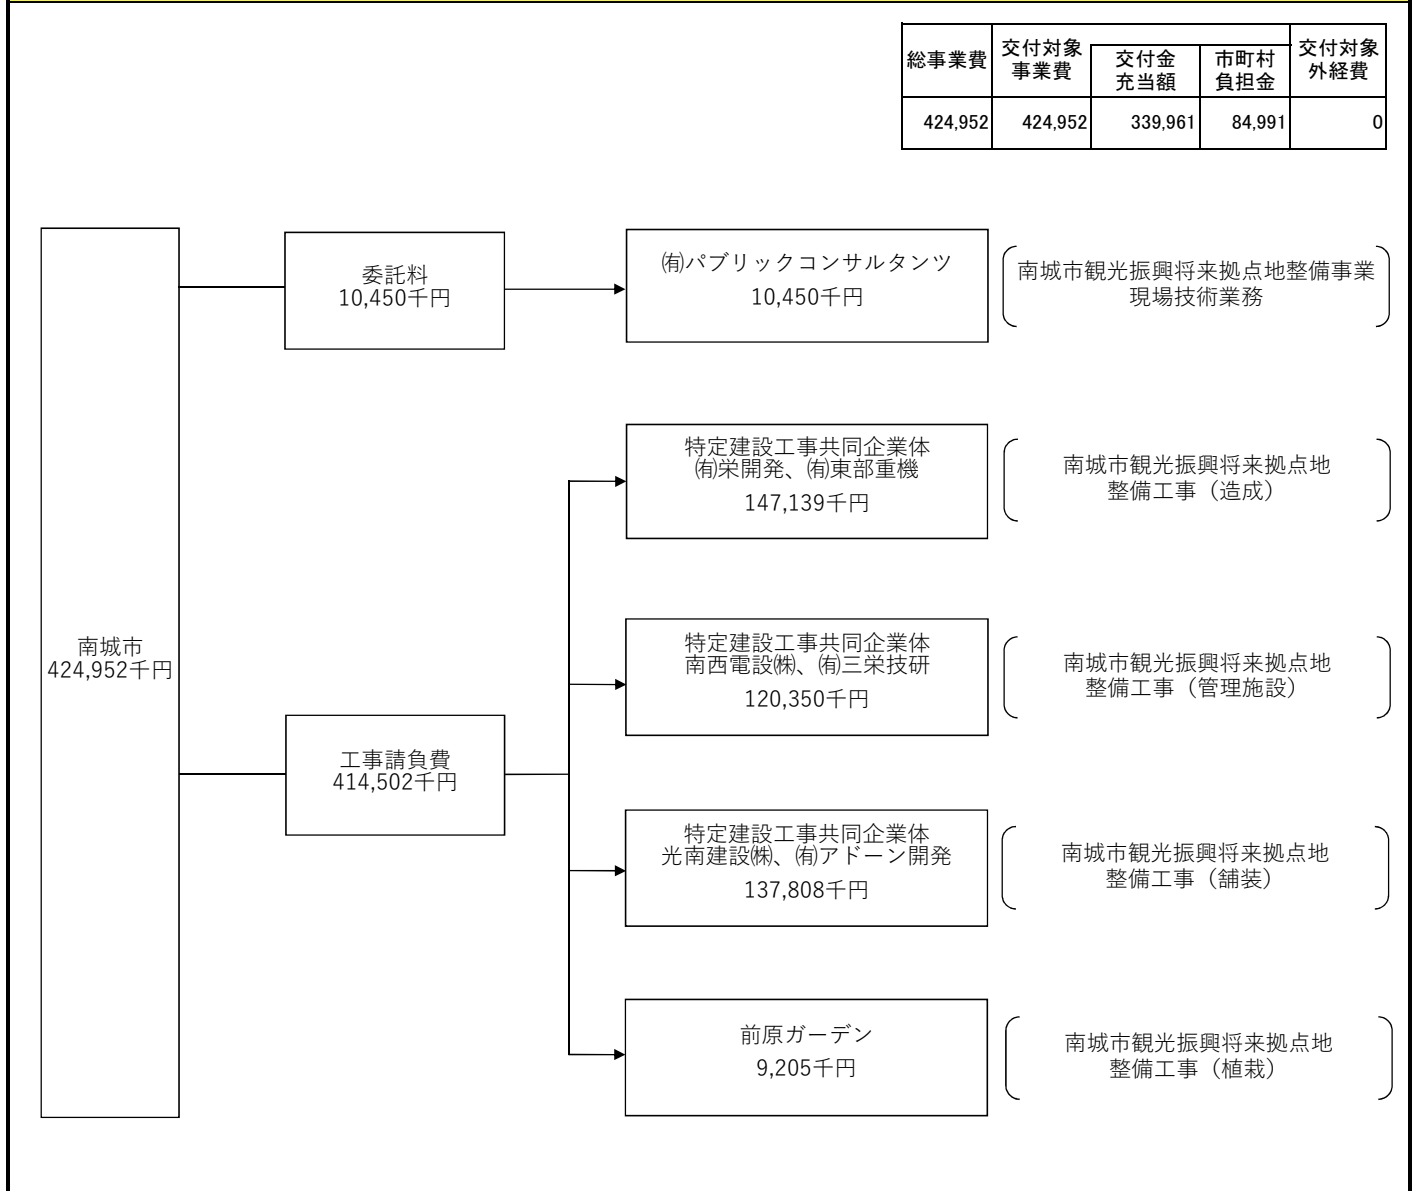 総事業費
交付対象
事業費
交付金
充当額
市町村
負担金
交付対象
外経費
424,952
424,952
339,961
84,991
0
南城市
424,952千円
委託料
10,450千円
㈲パブリックコンサルタンツ
10,450千円
南城市観光振興将来拠点地整備事業
現場技術業務
工事請負費
414,502千円
特定建設工事共同企業体
㈲栄開発、㈲東部重機
147,139千円
南城市観光振興将来拠点地
整備工事（造成）
特定建設工事共同企業体
南西電設㈱、㈲三栄技研
120,350千円
南城市観光振興将来拠点地
整備工事（管理施設）
特定建設工事共同企業体
光南建設㈱、㈲アドーン開発
137,808千円
南城市観光振興将来拠点地
整備工事（舗装）
前原ガーデン
9,205千円
南城市観光振興将来拠点地
整備工事（植栽）